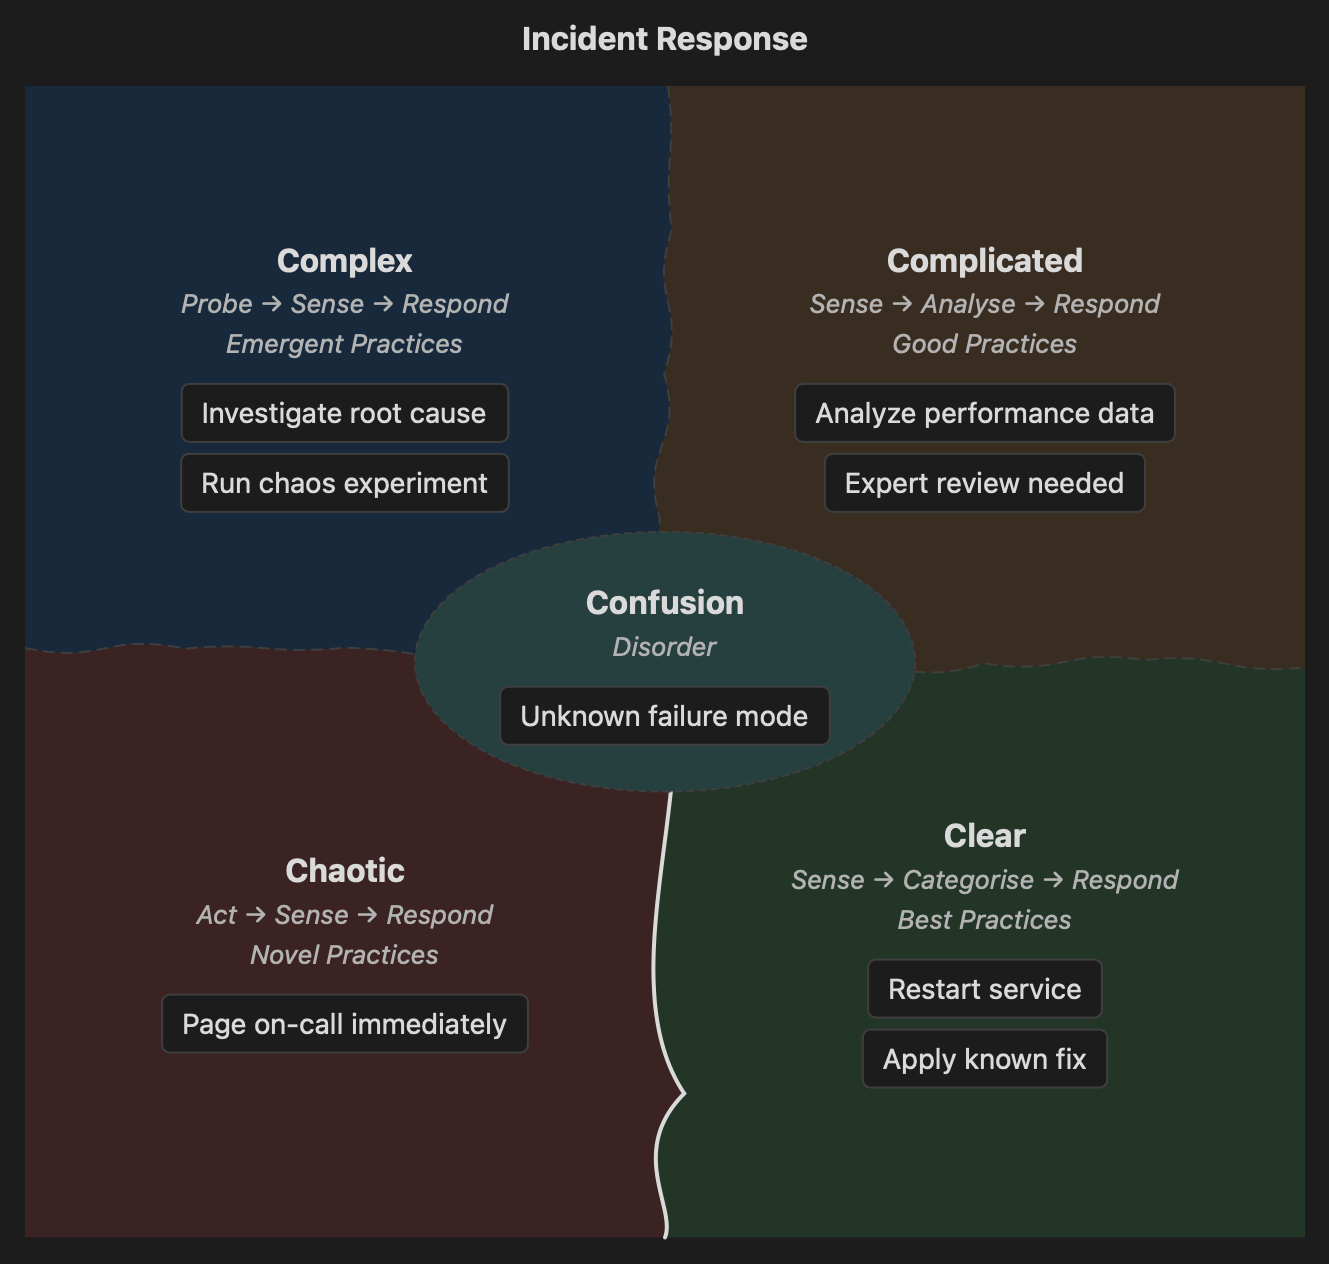 Incident Response
Complex
Probe → Sense → Respond
Emergent Practices
Investigate root cause
Run chaos experiment
Complicated
Sense → Analyse → Respond
Good Practices
Analyze performance data
Expert review needed
Confusion
Disorder
Unknown failure mode
Chaotic
Act → Sense → Respond
Novel Practices
Page on-call immediately
Clear
Sense → Categorise → Respond
Best Practices
Restart service
Apply known fix